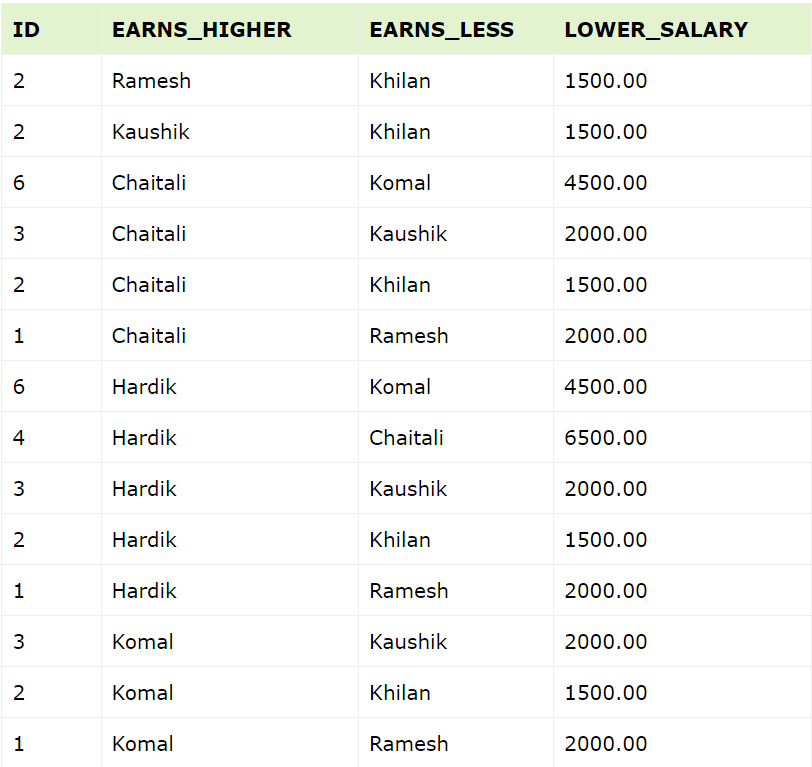 ID EARNS_HIGHER EARNS_LESS LOWER_SALARY
2 Ramesh Khilan 1500.00
2 Kaushik Khilan 1500.00
6 Chaitali Komal 4500.00
3 Chaitali Kaushik 2000.00
2 Chaitali Khilan 1500.00
1 Chaitali Ramesh 2000.00
6 Hardik Komal 4500.00
4 Hardik Chaitali 6500.00
3 Hardik Kaushik 2000.00
2 Hardik Khilan 1500.00
1 Hardik Ramesh 2000.00
3 Komal Kaushik 2000.00
2 Komal Khilan 1500.00
1 Komal Ramesh 2000.00